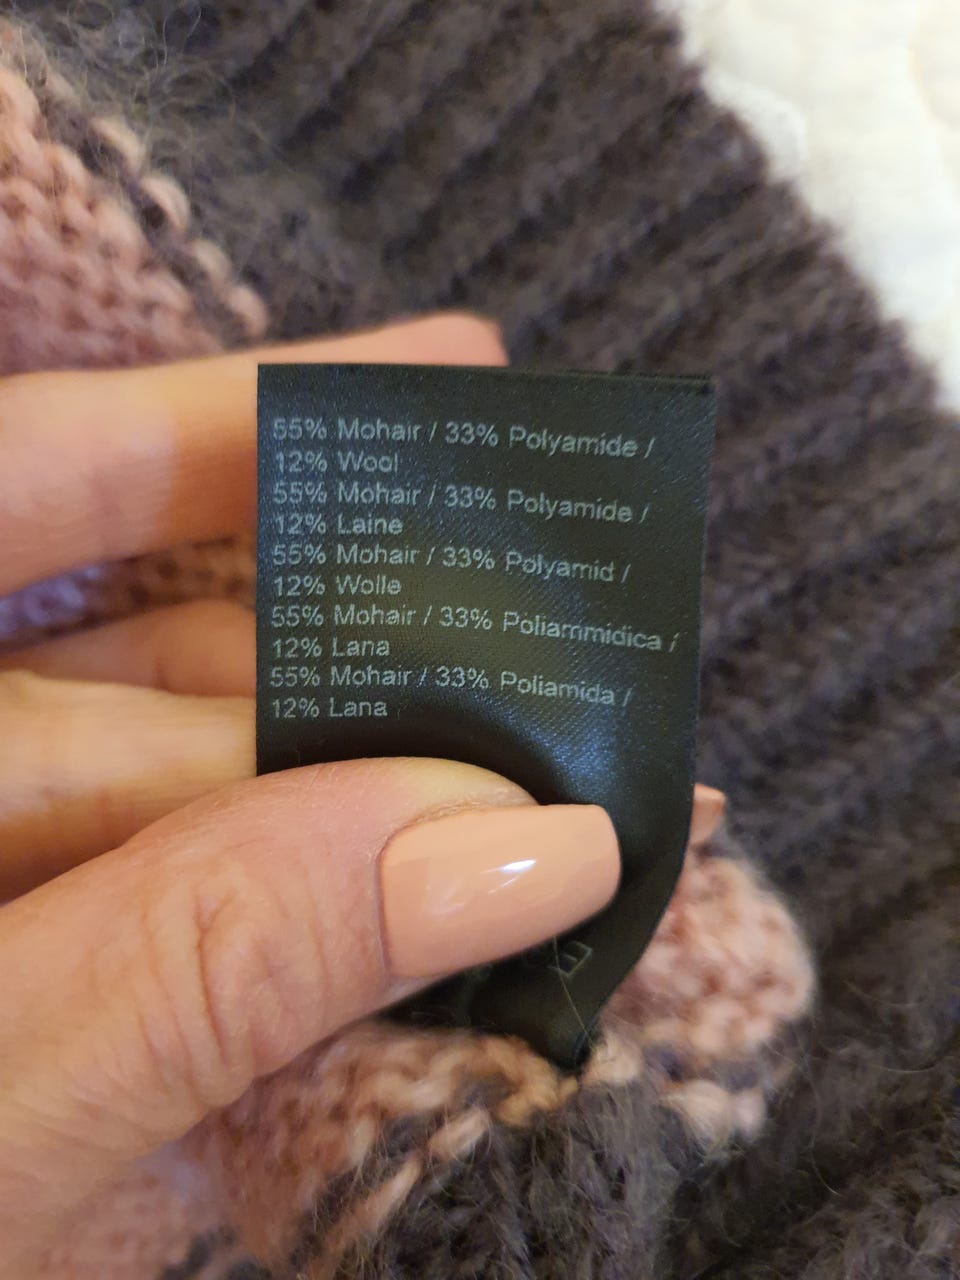 55% Mohair / 33% Polyamide /
12% Wool
55% Mohair / 33% Polyamide /
12% Laine
55% Mohair / 33% Polyamid /
12% Wolle
55% Mohair / 33% Poliammidica /
12% Lana
55% Mohair / 33% Poliamida /
12% Lana